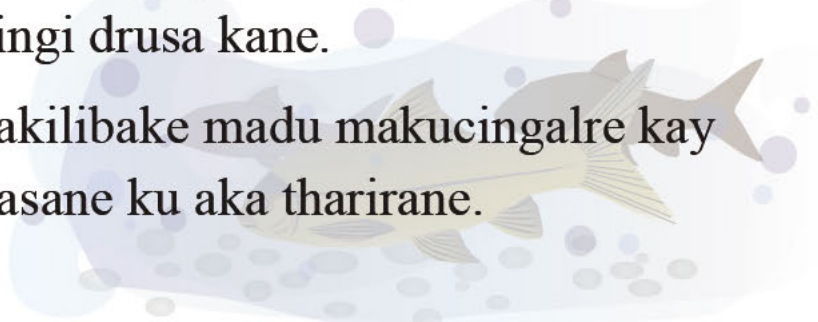 ingi drusa kane.
akilibake madu makucingalre kay
asane ku aka tharirane.